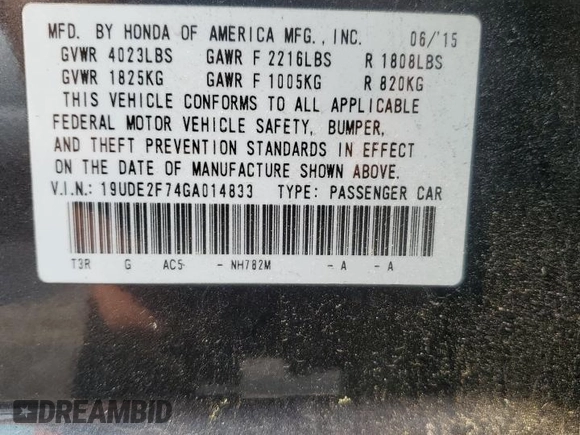 MFD. BY HONDA OF AMERICA MFG., INC. 06/'15
GVWR 4023LBS GAWR F 2216LBS R 1808LBS
GVWR 1825KG GAWR F 1005KG R 820KG
THIS VEHICLE CONFORMS TO ALL APPLICABLE
FEDERAL MOTOR VEHICLE SAFETY, BUMPER,
AND THEFT PREVENTION STANDARDS IN EFFECT
ON THE DATE OF MANUFACTURE SHOWN ABOVE.
V.I.N.: 19UDE2F74GA014833 TYPE: PASSENGER CAR
T3R G AC5 - NH782M - A - A
DREAMBID